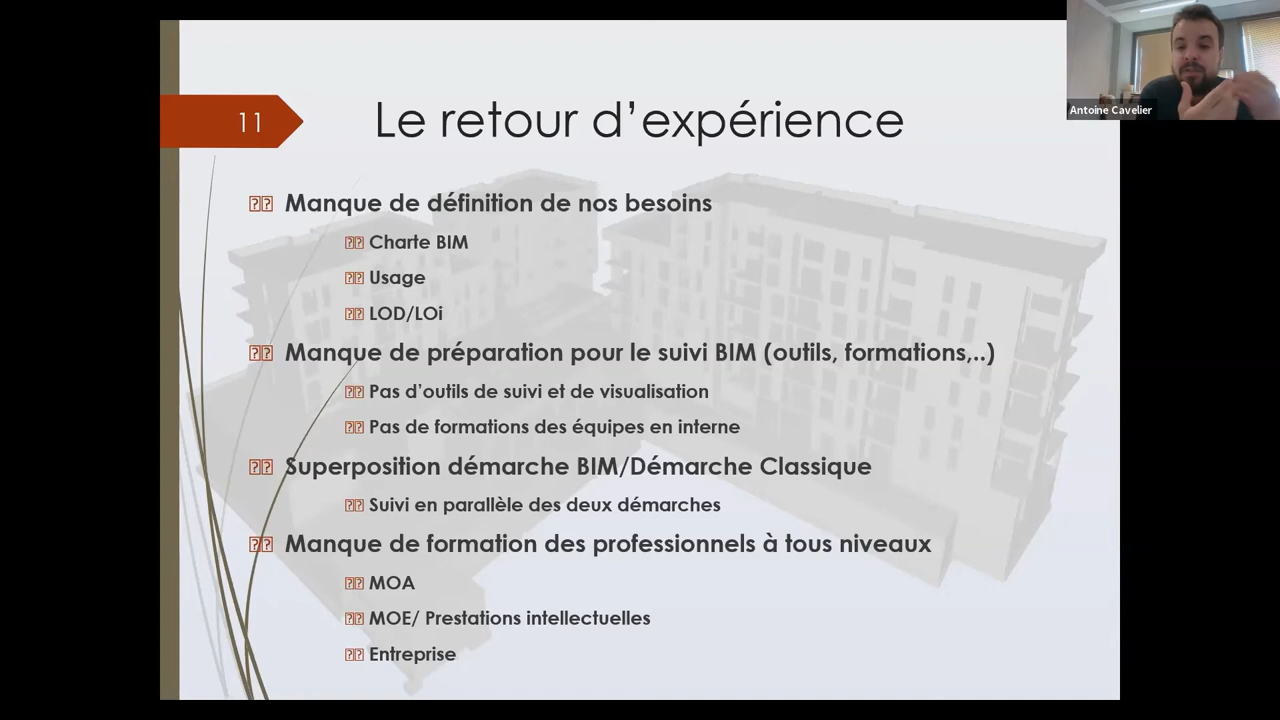 11
Le retour d’expérience
Antoine Cavelier
Manque de définition de nos besoins
Charte BIM
Usage
LOD/LOi
Manque de préparation pour le suivi BIM (outils, formations,..)
Pas d’outils de suivi et de visualisation
Pas de formations des équipes en interne
Superposition démarche BIM/Démarche Classique
Suivi en parallèle des deux démarches
Manque de formation des professionnels à tous niveaux
MOA
MOE/ Prestations intellectuelles
Entreprise